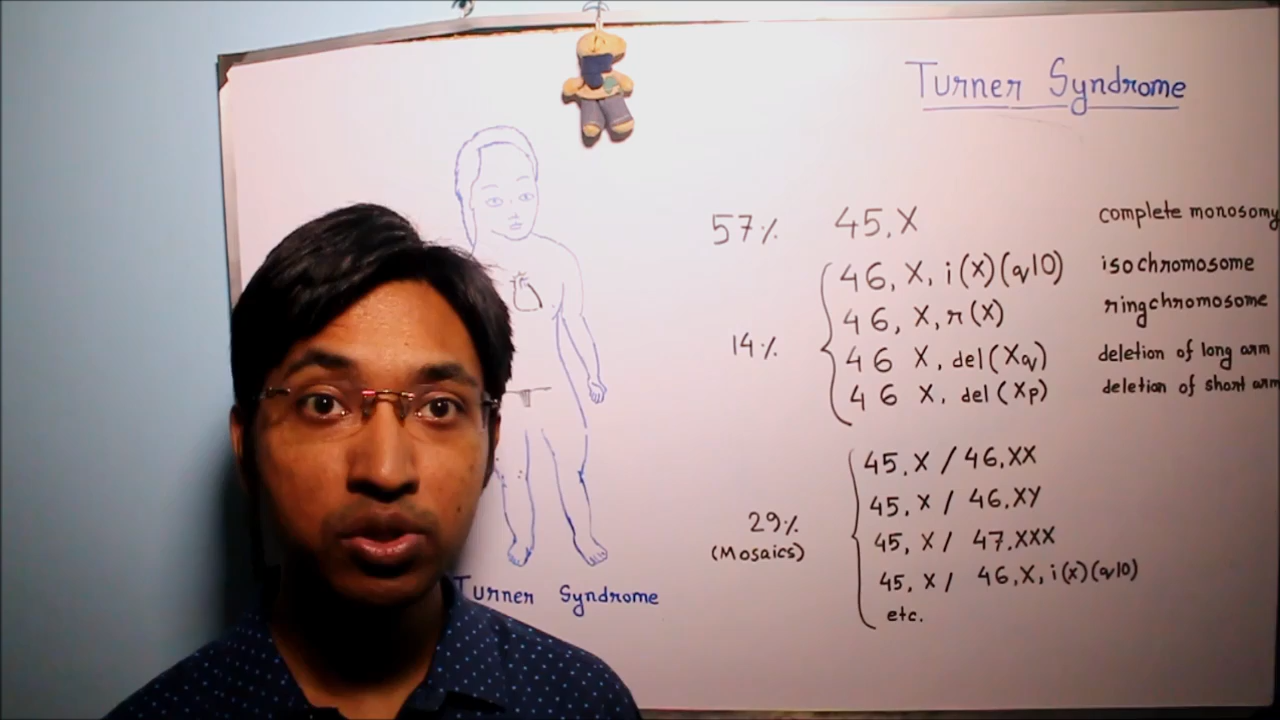 Turner Syndrome
57% 45,X complete monosomy
14%
46, X, i(x)(q10) isochromosome
46, X, r(x) ringchromosome
46 X, del(Xq) deletion of long arm
46 X, del(Xp) deletion of short arm
29%
(Mosaics)
45,X / 46,XX
45,X / 46,XY
45, X / 47,XXX
45, X / 46,X, i(x)(q10)
etc.
Turner Syndrome